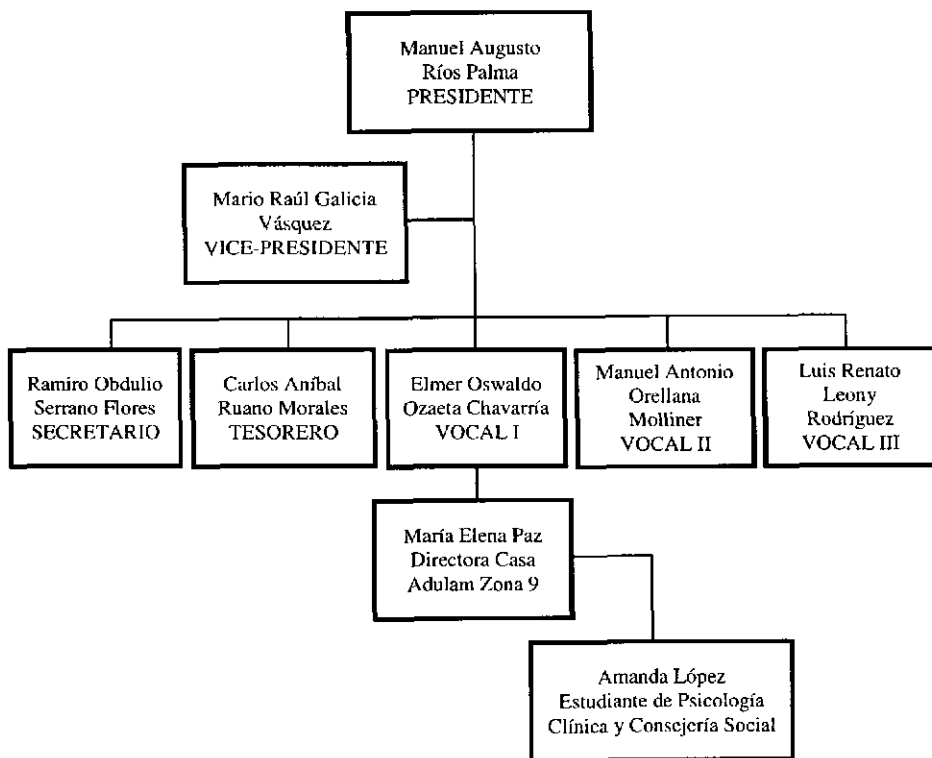 Manuel Augusto
Ríos Palma
PRESIDENTE
Mario Raúl Galicia
Vásquez
VICE-PRESIDENTE
Ramiro Obdulio
Serrano Flores
SECRETARIO
Carlos Aníbal
Ruano Morales
TESORERO
Elmer Oswaldo
Ozaeta Chavarría
VOCAL I
Manuel Antonio
Orellana
Molliner
VOCAL II
Luis Renato
Leony
Rodríguez
VOCAL III
María Elena Paz
Directora Casa
Adulam Zona 9
Amanda López
Estudiante de Psicología
Clínica y Consejería Social